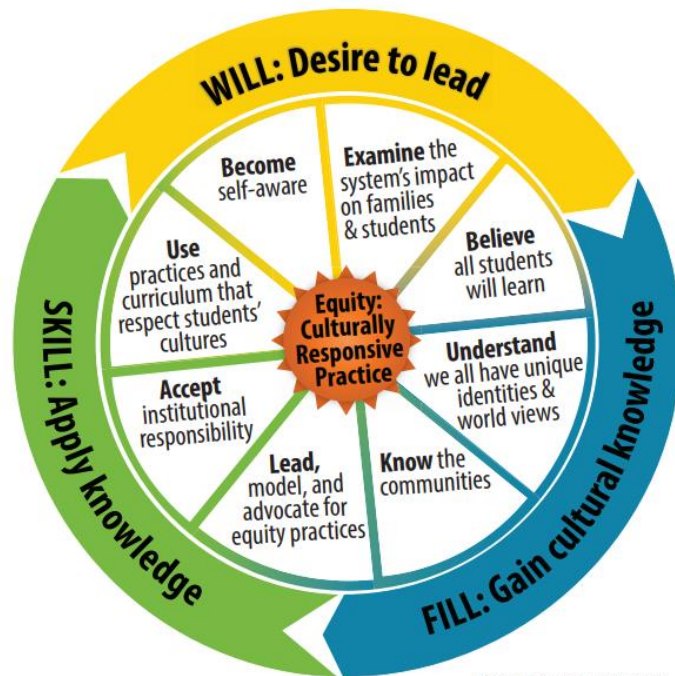 WILL: Desire to lead
Become
self-aware
Examine the
system's impact
on families
& students
Believe
all students
will learn
Understand
we all have unique
identities &
world views
Know the
communities
Lead,
model, and
advocate for
equity practices
Accept
institutional
responsibility
Use
practices and
curriculum that
respect students'
cultures
Equity:
Culturally
Responsive
Practice
FILL: Gain cultural knowledge
SKILL: Apply knowledge